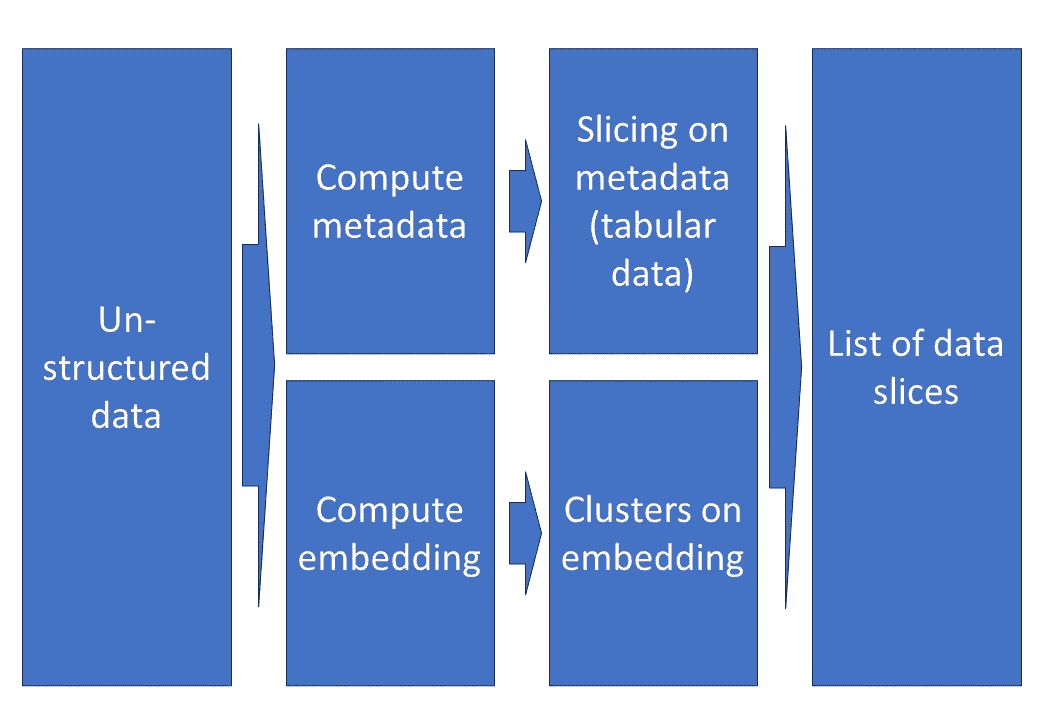 Un-
structured
data
Compute
metadata
Slicing on
metadata
(tabular
data)
Compute
embedding
Clusters on
embedding
List of data
slices